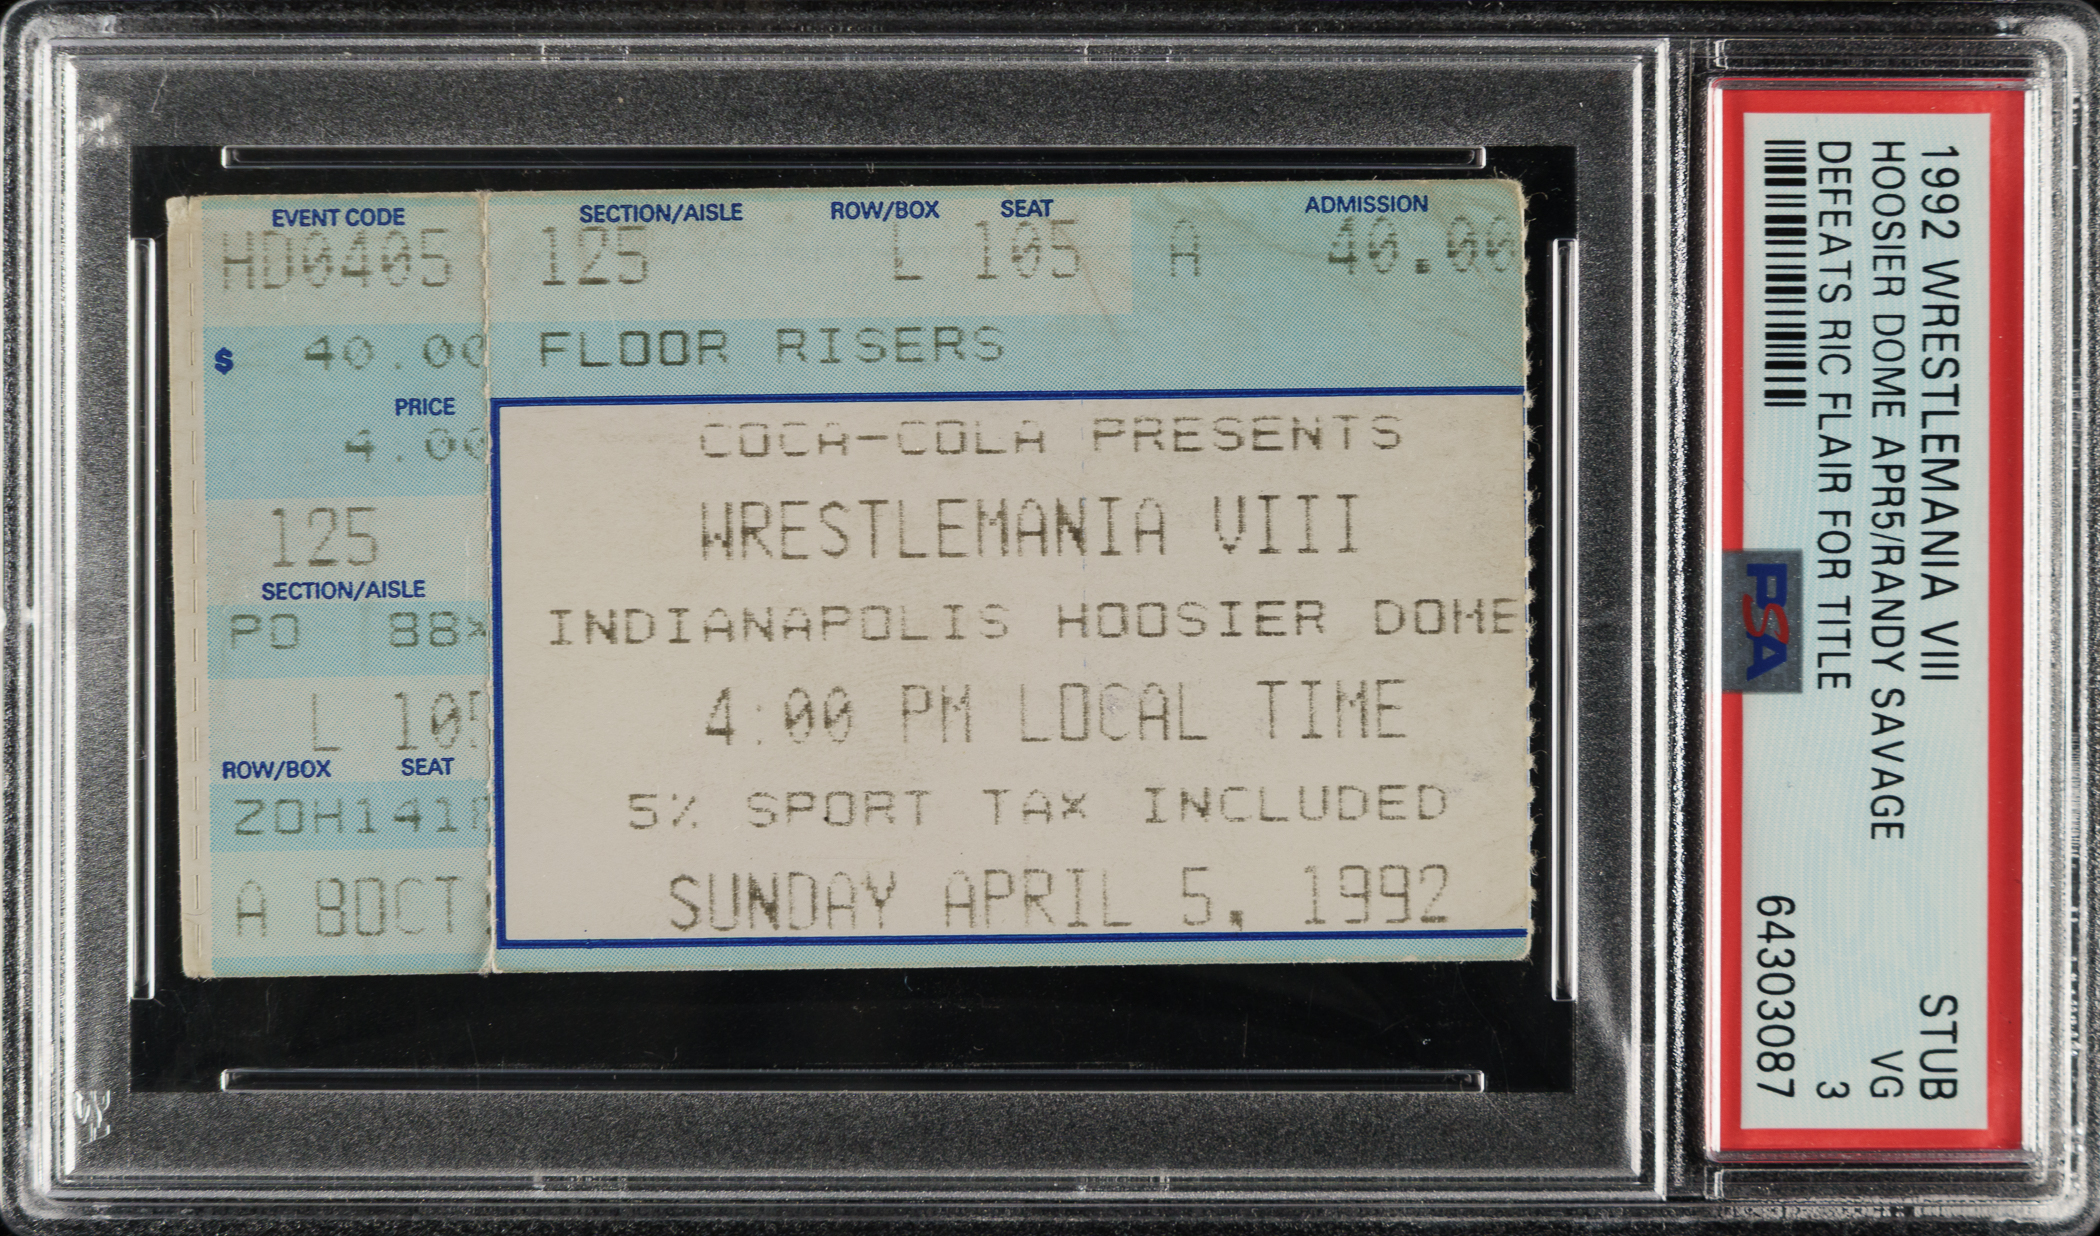 EVENT CODE
HD0405
$ 40.00
PRICE
4.00
125
SECTION/AISLE
PO 88
L 105
ROW/BOX SEAT
ZOH141
A 8OCT
SECTION/AISLE ROW/BOX SEAT ADMISSION
125 L 105 A 40.00
FLOOR RISERS
COCA-COLA PRESENTS
WRESTLEMANIA VIII
INDIANAPOLIS HOOSIER DOME
4:00 PM LOCAL TIME
5% SPORT TAX INCLUDED
SUNDAY APRIL 5, 1992
1992 WRESTLEMANIA VIII STUB
HOOSIER DOME APR5/RANDY SAVAGE VG
DEFEATS RIC FLAIR FOR TITLE 3
64303087
PSA